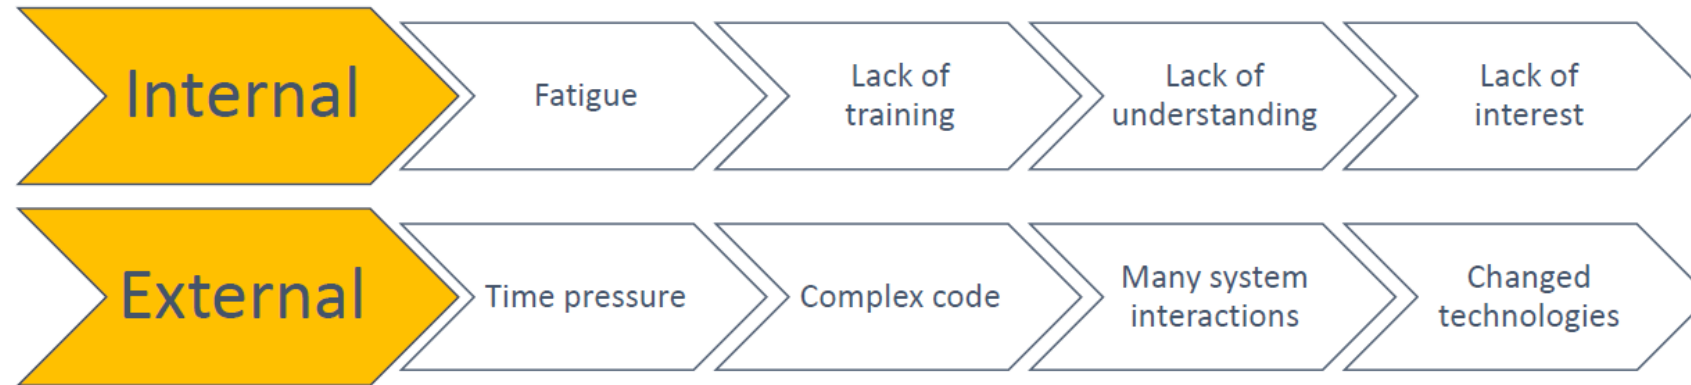 Internal
Fatigue
Lack of
training
Lack of
understanding
Lack of
interest
External
Time pressure
Complex code
Many system
interactions
Changed
technologies